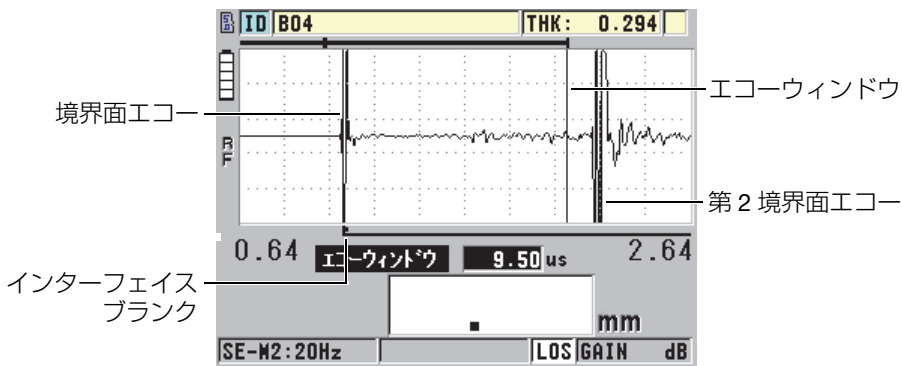 ID B04 THK: 0.294
エコーウィンドウ
境界面エコー
RF
第 2 境界面エコー
0.64 エコーウィンドウ 9.50 us 2.64
インターフェイス
ブランク
. mm
SE-M2:20Hz LOS GAIN dB